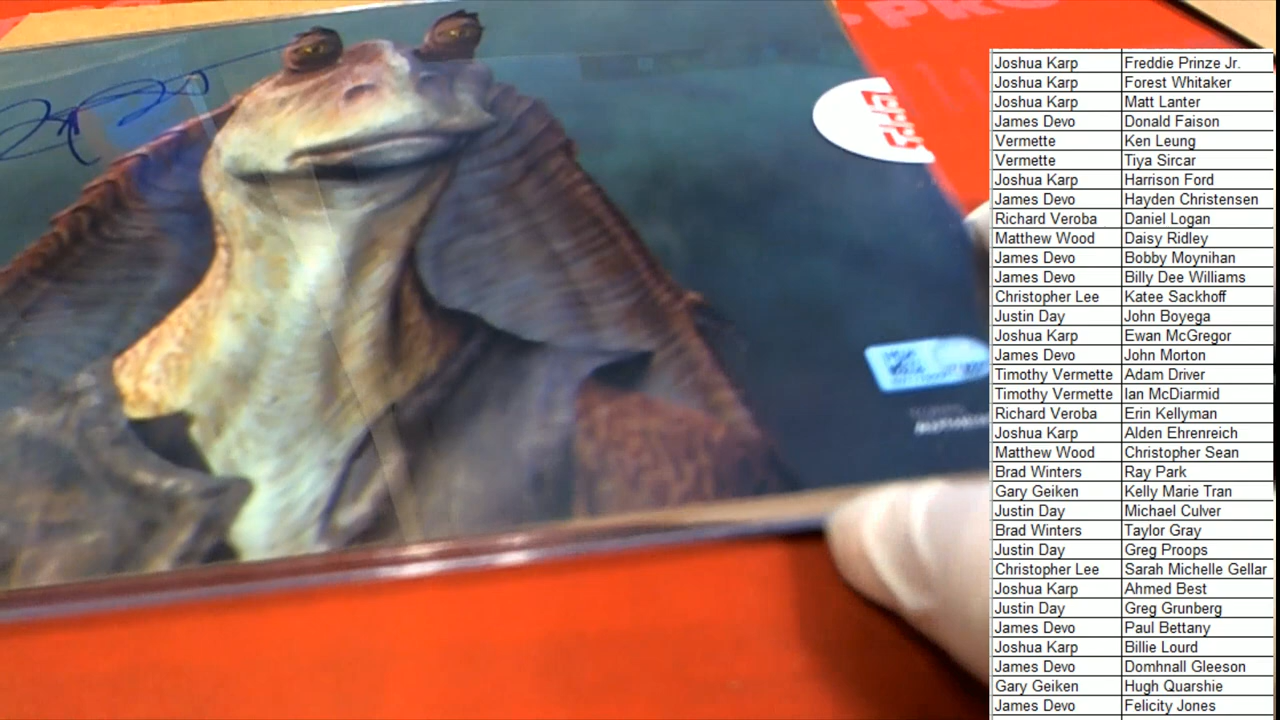 PRO
topps
Joshua Karp Freddie Prinze Jr.
Joshua Karp Forest Whitaker
Joshua Karp Matt Lanter
James Devo Donald Faison
Vermette Ken Leung
Vermette Tiya Sircar
Joshua Karp Harrison Ford
James Devo Hayden Christensen
Richard Veroba Daniel Logan
Matthew Wood Daisy Ridley
James Devo Bobby Moynihan
James Devo Billy Dee Williams
Christopher Lee Katee Sackhoff
Justin Day John Boyega
Joshua Karp Ewan McGregor
James Devo John Morton
Timothy Vermette Adam Driver
Timothy Vermette Ian McDiarmid
Richard Veroba Erin Kellyman
Joshua Karp Alden Ehrenreich
Matthew Wood Christopher Sean
Brad Winters Ray Park
Gary Geiken Kelly Marie Tran
Justin Day Michael Culver
Brad Winters Taylor Gray
Justin Day Greg Proops
Christopher Lee Sarah Michelle Gellar
Joshua Karp Ahmed Best
Justin Day Greg Grunberg
James Devo Paul Bettany
Joshua Karp Billie Lourd
James Devo Domhnall Gleeson
Gary Geiken Hugh Quarshie
James Devo Felicity Jones